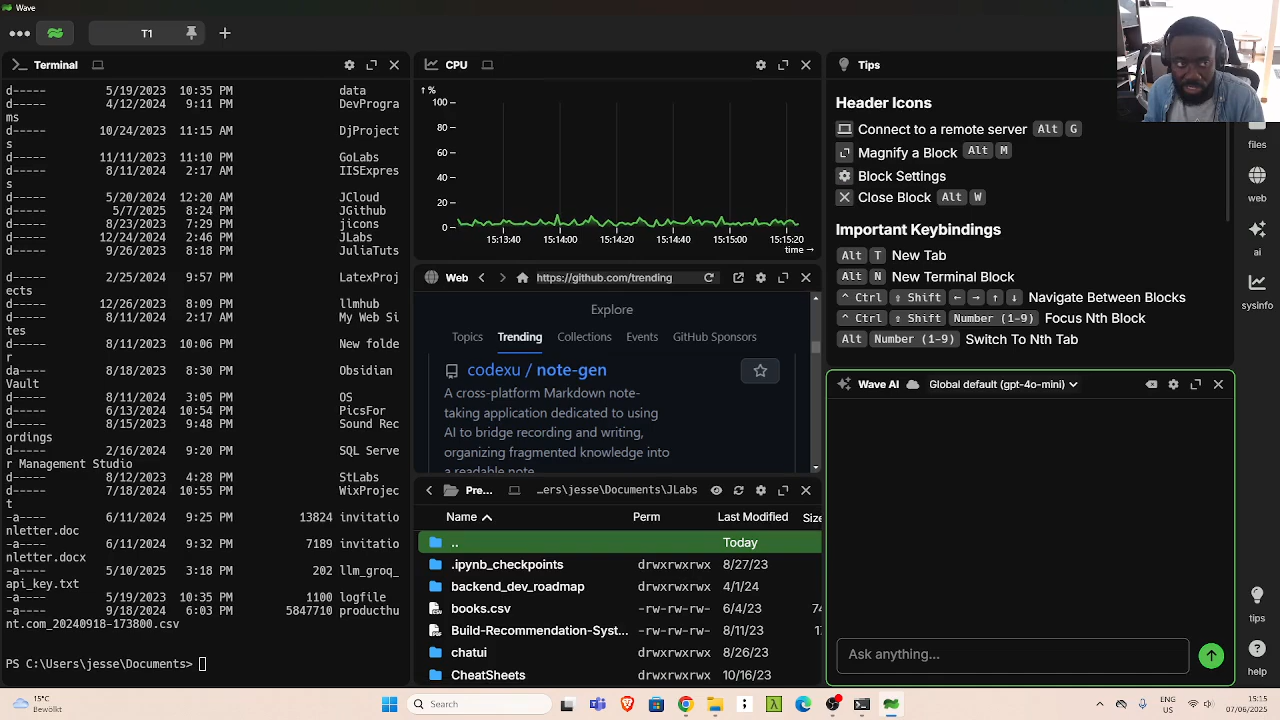 Wave
T1
Terminal
d----- 5/19/2023 10:35 PM data
d----- 4/12/2024 9:11 PM DevProgra
ms
d----- 10/24/2023 11:15 AM DjProject
s
d----- 11/11/2023 11:10 PM GoLabs
d----- 8/11/2023 2:17 AM IISExpres
s
d----- 5/20/2024 12:20 AM JCloud
d----- 5/7/2023 8:24 PM JGithub
d----- 8/23/2023 7:29 PM jIcons
d----- 12/24/2024 2:46 PM JLabs
d----- 9/26/2023 8:18 PM JuliaTuts
d----- 2/25/2024 9:57 PM LatexProj
ects
d----- 12/26/2023 8:09 PM llmhub
d----- 8/11/2023 2:17 AM My Web Si
tes
d----- 8/11/2023 10:06 PM New folde
r
da---- 8/18/2023 8:30 PM Obsidian
Vault
d----- 8/11/2023 3:05 PM OS
d----- 6/13/2024 10:54 PM PicsFor
d----- 8/15/2023 9:48 PM Sound Rec
ordings
d----- 2/16/2024 9:20 PM SQL Serve
r Management Studio
d----- 8/12/2023 4:28 PM StLabs
d----- 7/18/2024 10:55 PM WixProjec
t
-a---- 6/11/2024 9:25 PM 13824 invitatio
nletter.doc
-a---- 6/11/2024 9:32 PM 7189 invitatio
nletter.docx
-a---- 5/10/2025 3:18 PM 202 llm_groq_
api_key.txt
-a---- 5/19/2023 10:35 PM 1100 logfile
-a---- 9/18/2024 6:03 PM 5847710 producthu
nt.com_20240918-173800.csv
PS C:\Users\jesse\Documents>
CPU
%
100
80
60
40
20
0
15:13:40 15:14:00 15:14:20 15:14:40 15:15:00 15:15:20
time →
Web https://github.com/trending
Explore
Topics Trending Collections Events GitHub Sponsors
codexu / note-gen
A cross-platform Markdown note-
taking application dedicated to using
AI to bridge recording and writing,
organizing fragmented knowledge into
a readable note.
Pre... ...ers\jesse\Documents\JLabs
Name Perm Last Modified Size
.. Today
.ipynb_checkpoints drwxrwxrwx 8/27/23
backend_dev_roadmap drwxrwxrwx 4/1/24
books.csv -rw-rw-rw- 6/4/23 74
Build-Recommendation-Syst... -rw-rw-rw- 8/11/23 17
chatui drwxrwxrwx 8/26/23
CheatSheets drwxrwxrwx 10/16/23
Tips
Header Icons
Connect to a remote server Alt G
Magnify a Block Alt M
Block Settings
Close Block Alt W
Important Keybindings
Alt T New Tab
Alt N New Terminal Block
^ Ctrl ⇧ Shift ← → ↑ ↓ Navigate Between Blocks
^ Ctrl ⇧ Shift Number (1-9) Focus Nth Block
Alt Number (1-9) Switch To Nth Tab
Wave AI Global default (gpt-4o-mini)
Ask anything...
files
web
ai
sysinfo
tips
help
15°C
Bewolkt
Search
ENG
QWERTY
15:15
07/06/2025